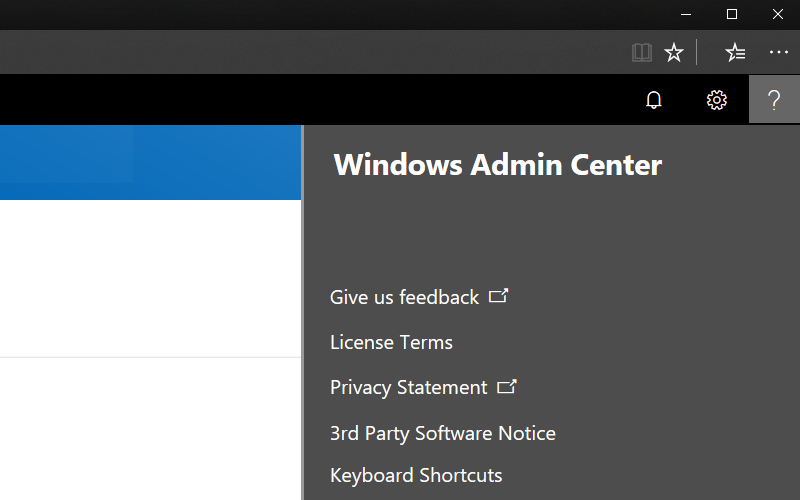 Windows Admin Center
Give us feedback
License Terms
Privacy Statement
3rd Party Software Notice
Keyboard Shortcuts